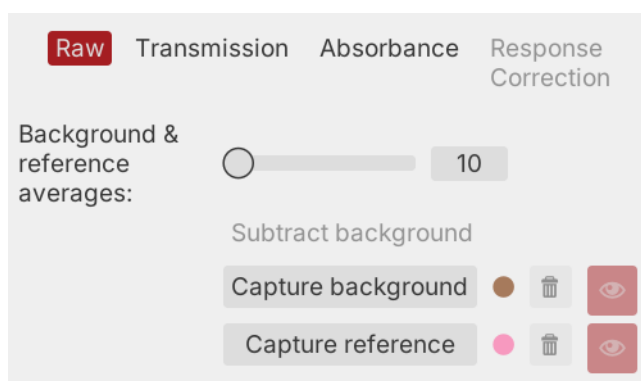 Raw Transmission Absorbance Response
Correction
Background &
reference
averages:
10
Subtract background
Capture background
Capture reference